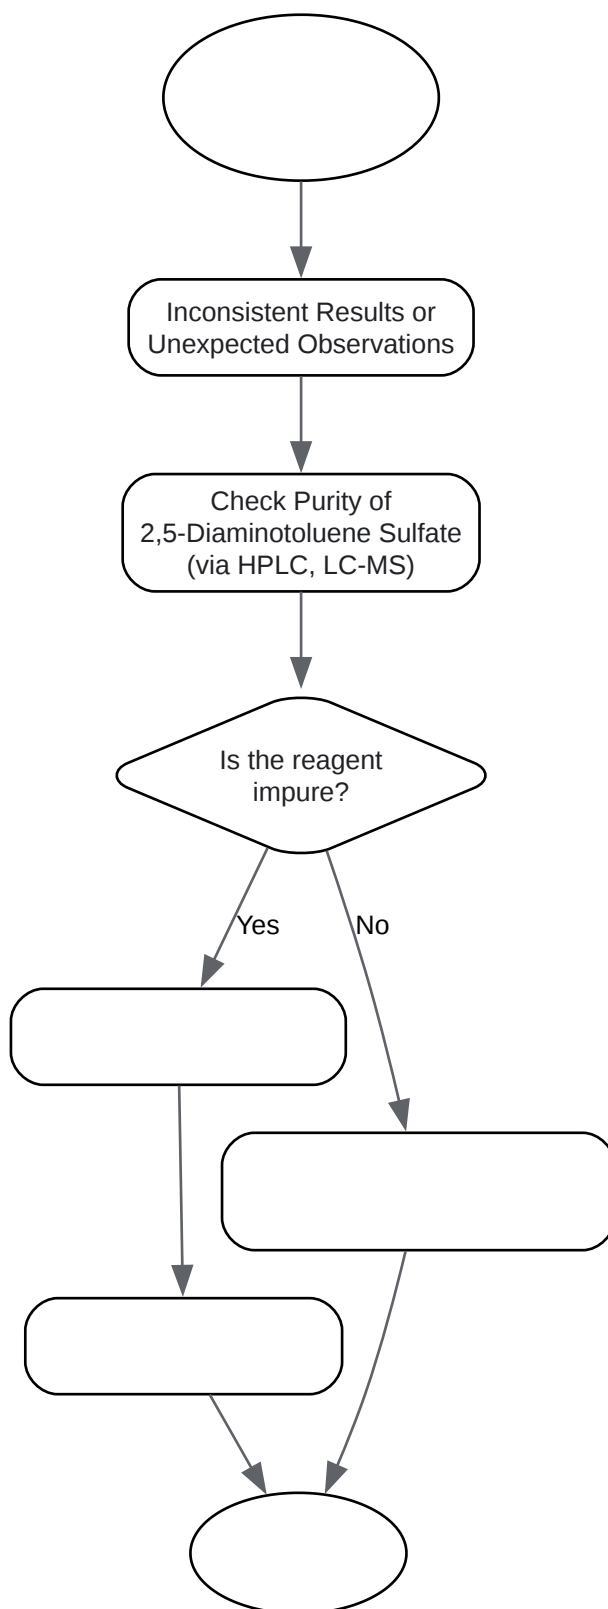 Inconsistent Results or
Unexpected Observations
Check Purity of
2,5-Diaminotoluene Sulfate
(via HPLC, LC-MS)
Is the reagent
impure?
Yes
No